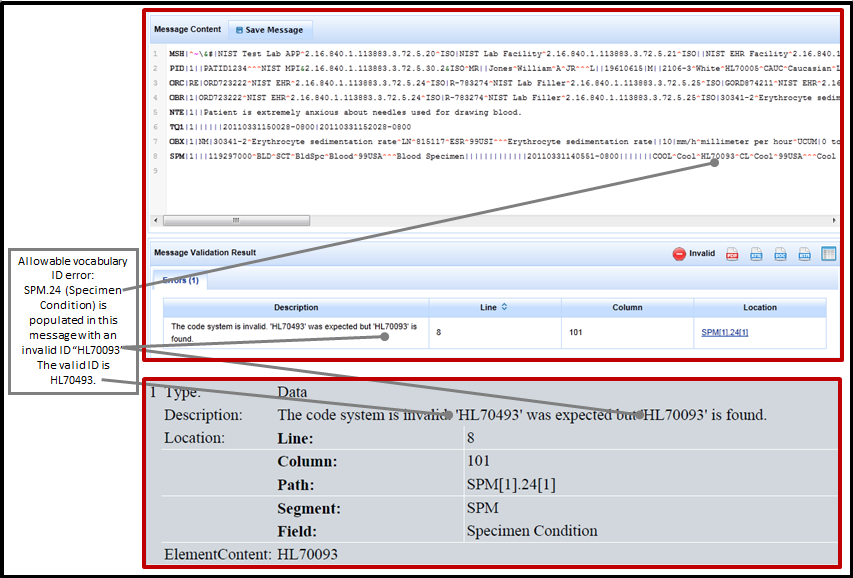 Message Content Save Message
1 MSH|^~\&#|NIST Test Lab APP^2.16.840.1.113883.3.72.5.20^ISO|NIST Lab Facility^2.16.840.1.113883.3.72.5.21^ISO||NIST EHR Facility^2.16.840.1
2 PID|1||PATID1234^^^NIST MPI&2.16.840.1.113883.3.72.5.30.2&ISO^MR||Jones^William^A^JR^^^L||19610615|M||2106-3^White^HL70005^CAUC^Caucasian^L
3 ORC|RE|ORD723222^NIST EHR^2.16.840.1.113883.3.72.5.24^ISO|R-783274^NIST Lab Filler^2.16.840.1.113883.3.72.5.25^ISO|GORD874211^NIST EHR^2.16
4 OBR|1|ORD723222^NIST EHR^2.16.840.1.113883.3.72.5.24^ISO|R-783274^NIST Lab Filler^2.16.840.1.113883.3.72.5.25^ISO|30341-2^Erythrocyte sedim
5 NTE|1||Patient is extremely anxious about needles used for drawing blood.
6 TQ1|1||||||20110331150028-0800|20110331152028-0800
7 OBX|1|NM|30341-2^Erythrocyte sedimentation rate^LN^815117^ESR^99USI^^^Erythrocyte sedimentation rate||10|mm/h^millimeter per hour^UCUM|0 to
8 SPM|1|||119297000^BLD^SCT^BldSpc^Blood^99USA^^^Blood Specimen|||||||||||||20110331140551-0800|||||||COOL^Cool^HL70093^CL^Cool^99USA^^^Cool
9
Message Validation Result Invalid
Errors (1)
Description Line Column Location
The code system is invalid. 'HL70493' was expected but 'HL70093' is
found.
8 101 SPM[1].24[1]
Allowable vocabulary
ID error:
SPM.24 (Specimen
Condition) is
populated in this
message with an
invalid ID “HL70093”
The valid ID is
HL70493.
1 Type: Data
Description: The code system is invalid. 'HL70493' was expected but 'HL70093' is found.
Location: Line: 8
Column: 101
Path: SPM[1].24[1]
Segment: SPM
Field: Specimen Condition
ElementContent: HL70093